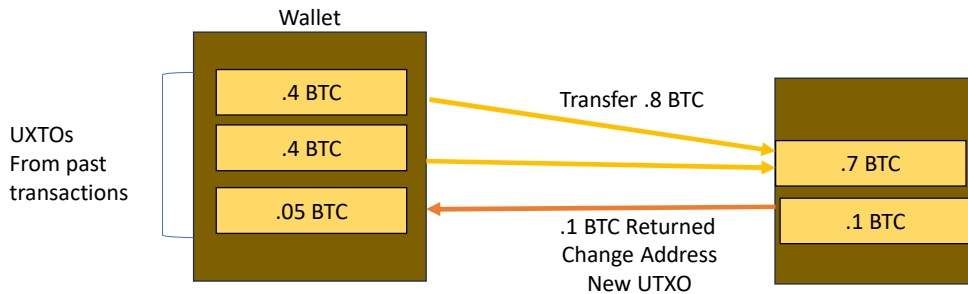 Wallet
UXTOs
From past
transactions
.4 BTC
.4 BTC
.05 BTC
Transfer .8 BTC
.1 BTC Returned
Change Address
New UTXO
.7 BTC
.1 BTC